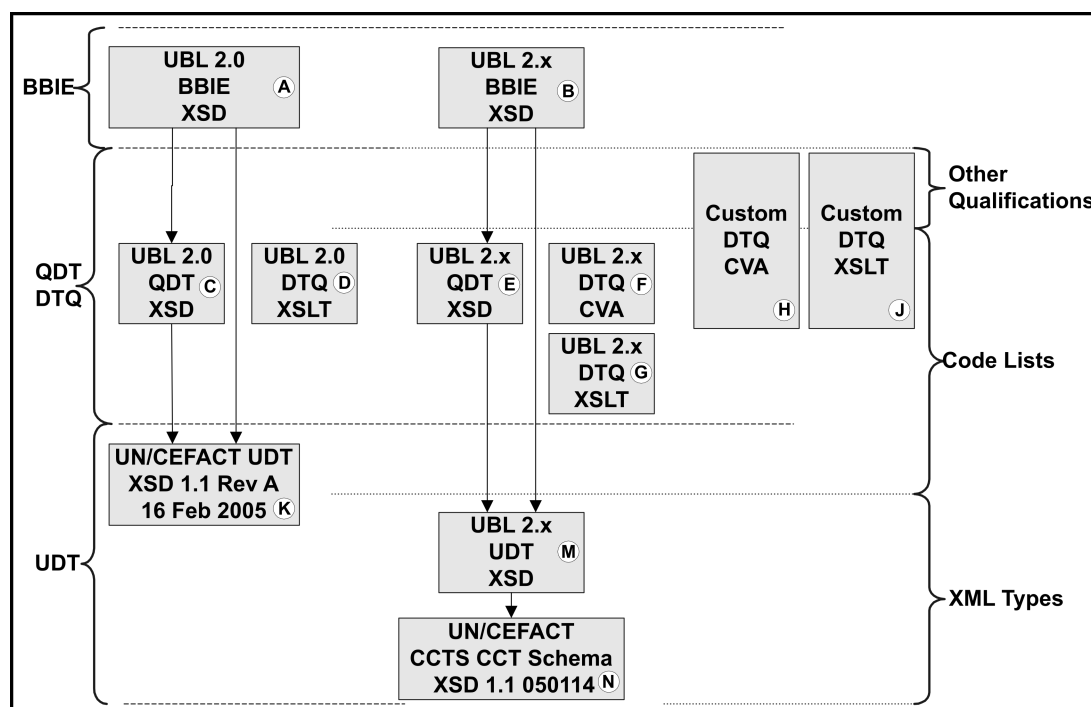 BBIE
UBL 2.0
BBIE
XSD
A
UBL 2.x
BBIE
XSD
B
QDT
DTQ
UBL 2.0
QDT
XSD
C
UBL 2.0
DTQ
XSLT
D
UBL 2.x
QDT
XSD
E
UBL 2.x
DTQ
CVA
F
UBL 2.x
DTQ
XSLT
G
Custom
DTQ
CVA
H
Custom
DTQ
XSLT
J
Other
Qualifications
Code Lists
UDT
UN/CEFACT UDT
XSD 1.1 Rev A
16 Feb 2005
K
UBL 2.x
UDT
XSD
M
UN/CEFACT
CCTS CCT Schema
XSD 1.1 050114
N
XML Types